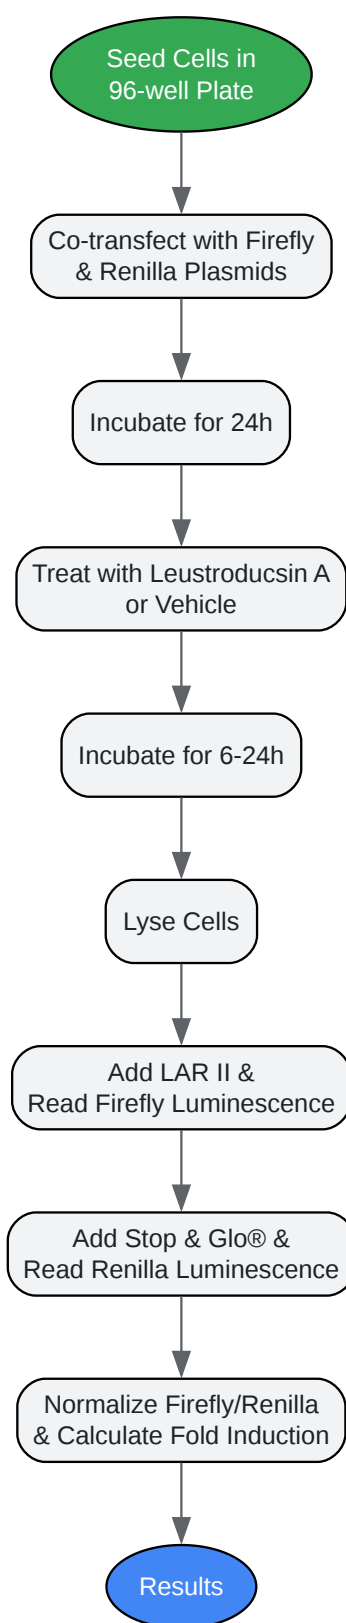 Seed Cells in
96-well Plate
Co-transfect with Firefly
& Renilla Plasmids
Incubate for 24h
Treat with Leustroducsin A
or Vehicle
Incubate for 6-24h
Lyse Cells
Add LAR II &
Read Firefly Luminescence
Add Stop & Glo® &
Read Renilla Luminescence
Normalize Firefly/Renilla
& Calculate Fold Induction
Results